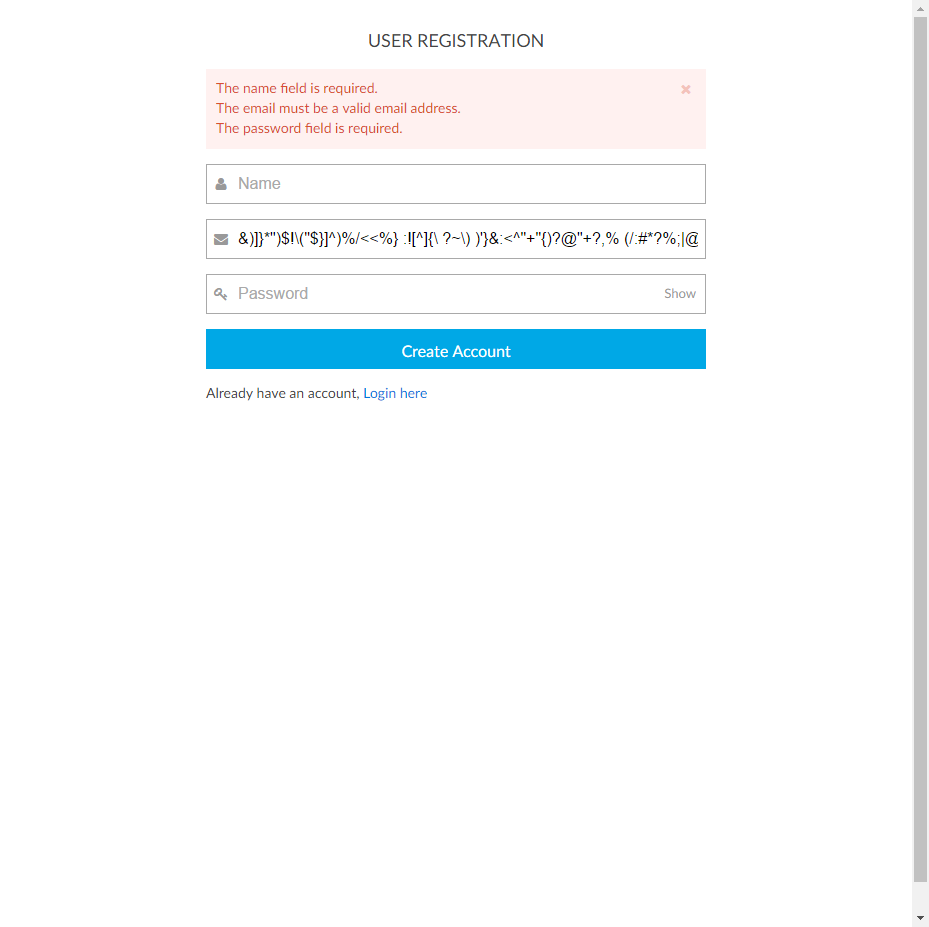 USER REGISTRATION
The name field is required.
The email must be a valid email address.
The password field is required.
Name
&)]}*")$!\("$}]^)%/<<%} :![^]{\ ?~\) )'}&:<^"+"{)?@"+?,% (/:#*?%;|@
Password Show
Create Account
Already have an account, Login here